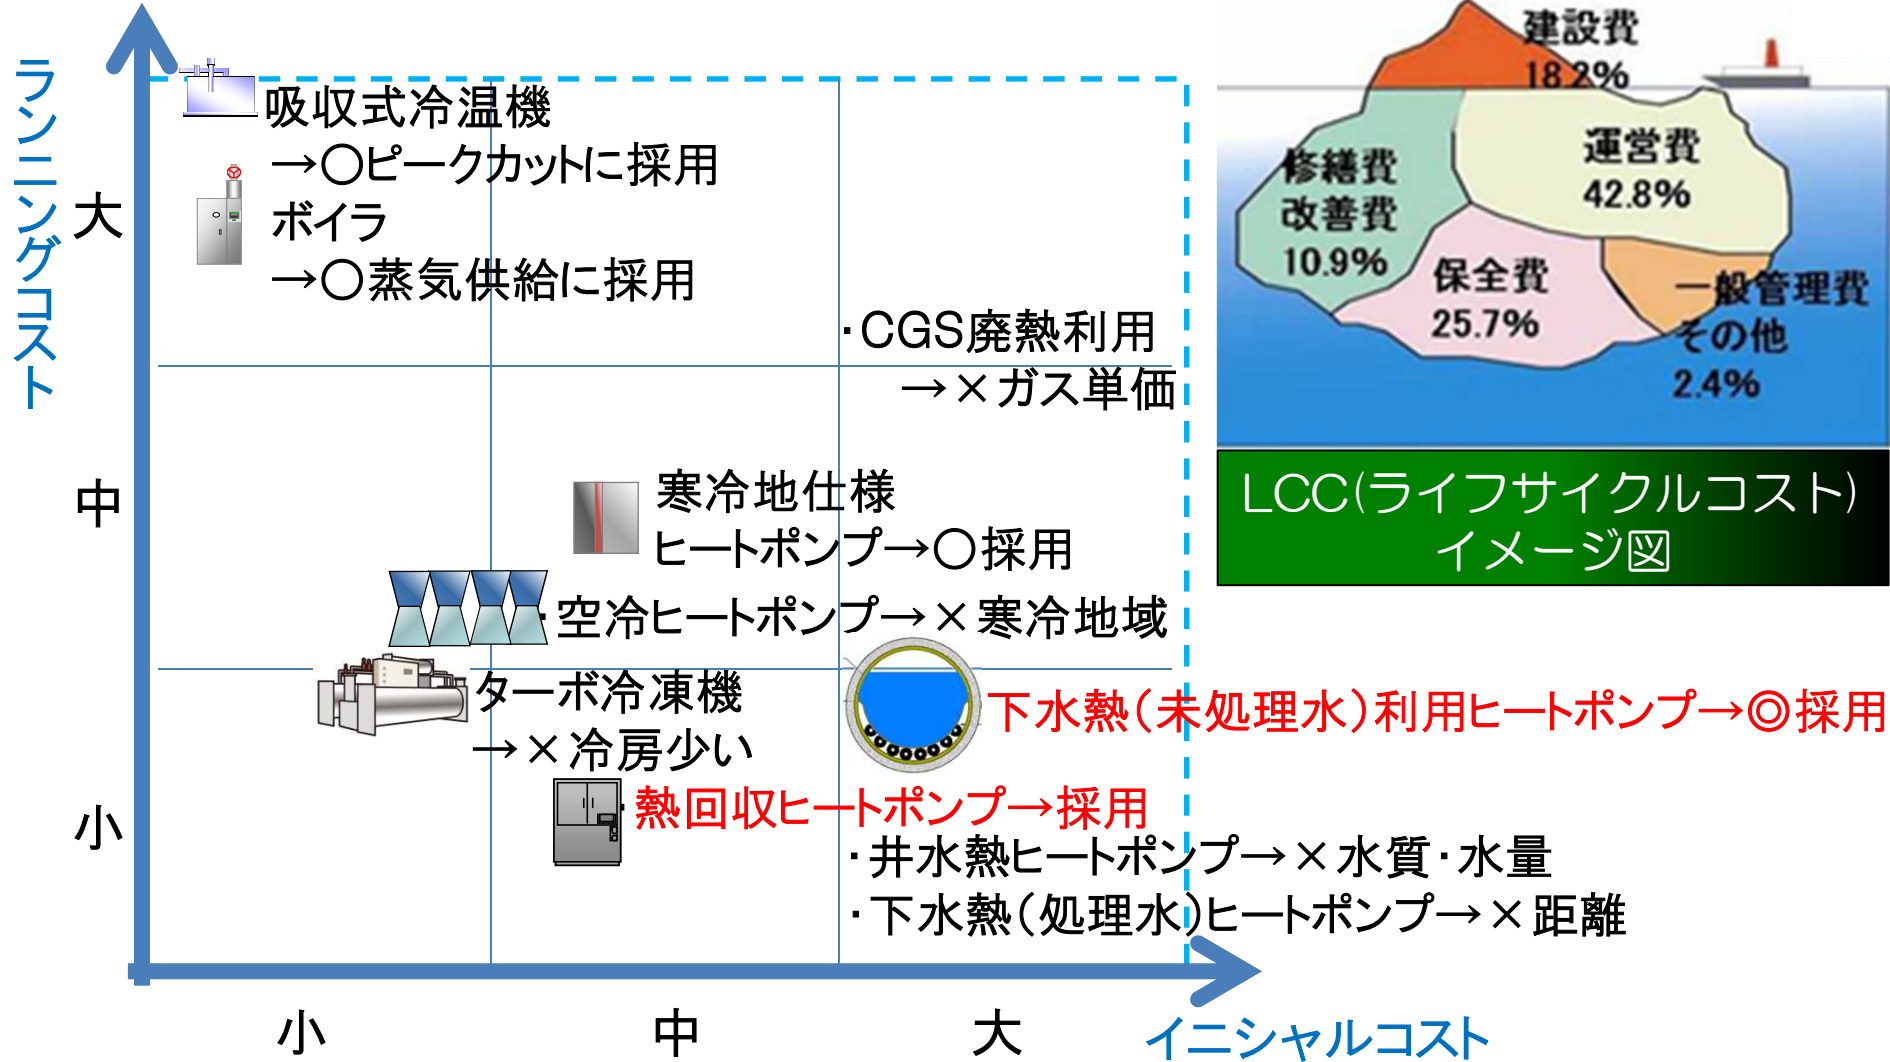 ランニングコスト
大
中
小
吸収式冷温機
→〇ピークカットに採用
ボイラ
→〇蒸気供給に採用
・CGS廃熱利用
→×ガス単価
寒冷地仕様
ヒートポンプ→〇採用
・空冷ヒートポンプ→×寒冷地域
ターボ冷凍機
→×冷房少い
下水熱(未処理水)利用ヒートポンプ→◎採用
熱回収ヒートポンプ→採用
・井水熱ヒートポンプ→×水質・水量
・下水熱(処理水)ヒートポンプ→×距離
小
中
大
イニシャルコスト
建設費
18.2%
運営費
42.8%
修繕費
改善費
10.9%
保全費
25.7%
一般管理費
その他
2.4%
LCC(ライフサイクルコスト)
イメージ図